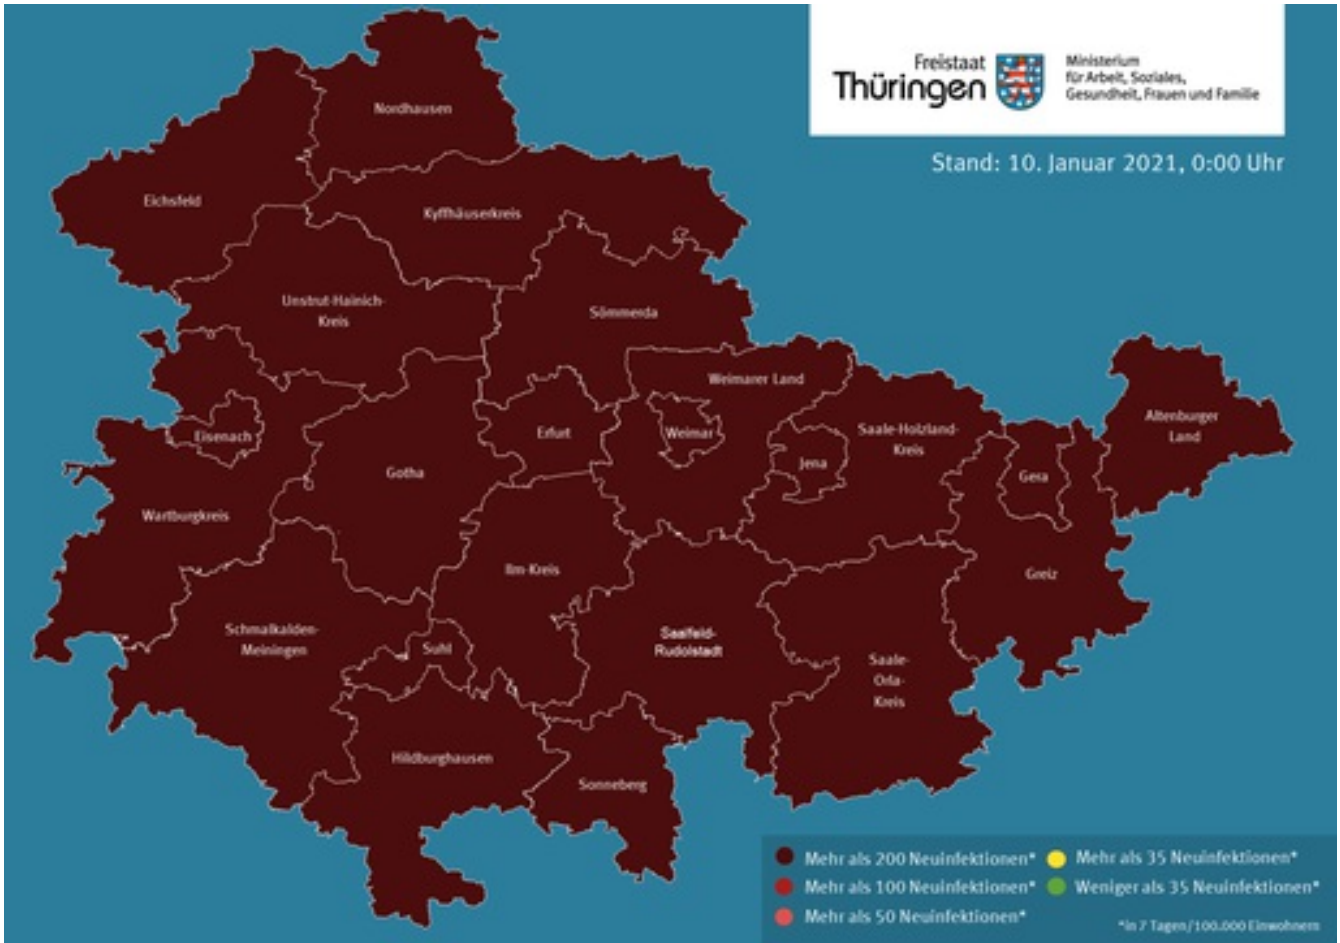 Freistaat
Thüringen
Ministerium
für Arbeit, Soziales,
Gesundheit, Frauen und Familie
Stand: 10. Januar 2021, 0:00 Uhr
Nordhausen
Eichsfeld
Kyffhäuserkreis
Unstrut-Hainich-
Kreis
Sömmerda
Weimarer Land
Altenburger
Land
Eisenach
Erfurt
Weimar
Saale-Holzland-
Kreis
Jena
Gera
Gotha
Wartburgkreis
Ilm-Kreis
Greiz
Schmalkalden-
Meiningen
Suhl
Saalfeld-
Rudolstadt
Saale-
Orla-
Kreis
Hildburghausen
Sonneberg
Mehr als 200 Neuinfektionen*
Mehr als 100 Neuinfektionen*
Mehr als 50 Neuinfektionen*
Mehr als 35 Neuinfektionen*
Weniger als 35 Neuinfektionen*
*in 7 Tagen/100.000 Einwohnern